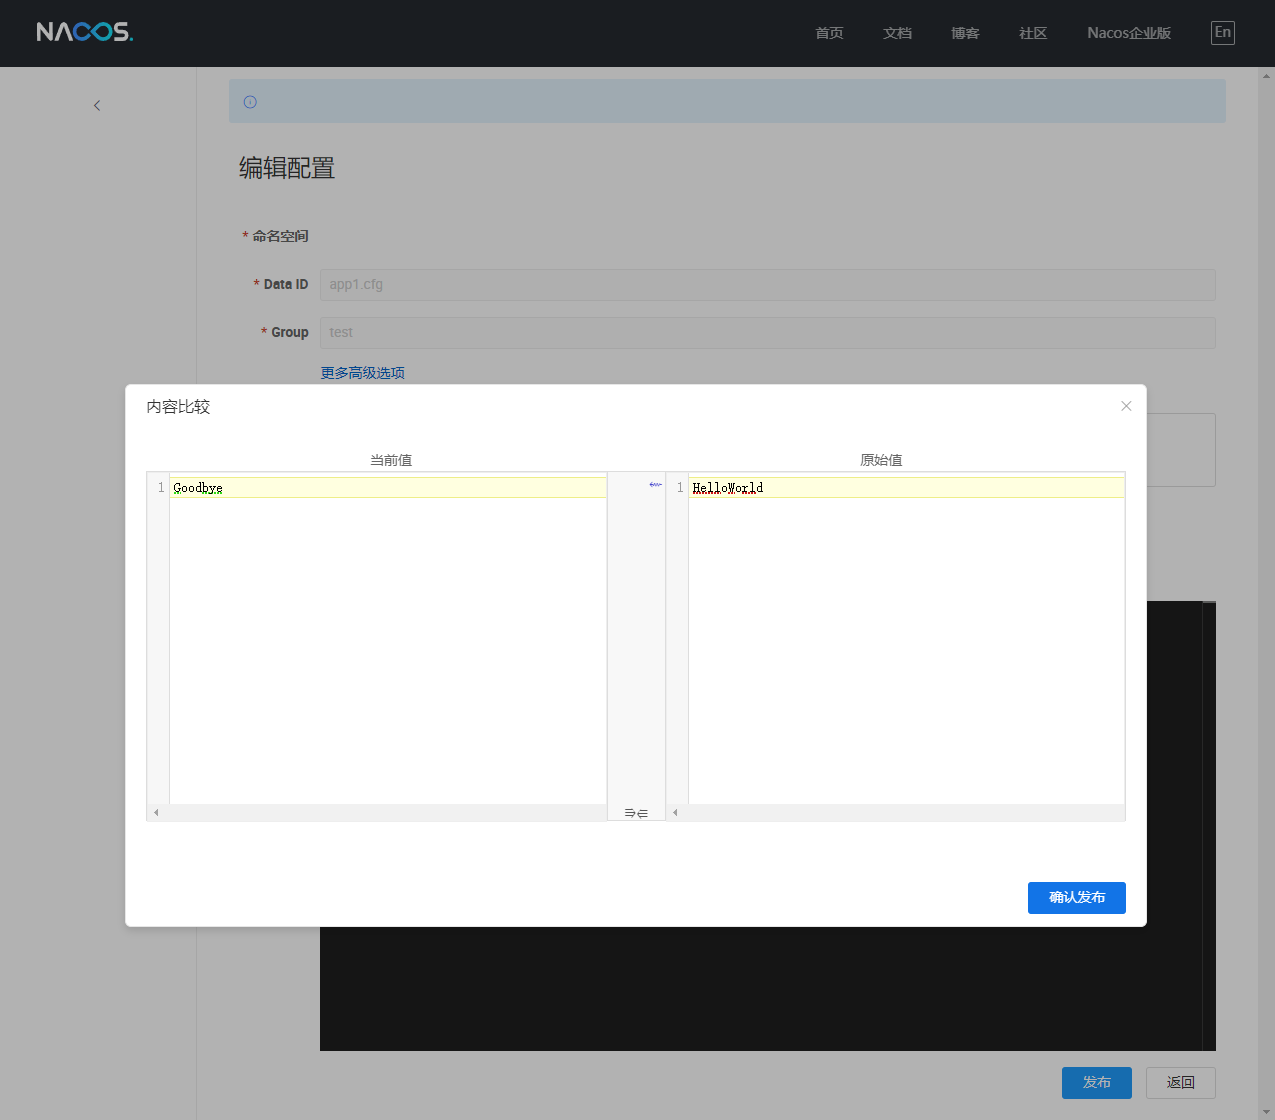 NACOS.
首页 文档 博客 社区 Nacos企业版 En
编辑配置
* 命名空间
* Data ID app1.cfg
* Group test
更多高级选项
内容比较
当前值 原始值
1 Goodbye 1 HelloWorld
确认发布
发布 返回